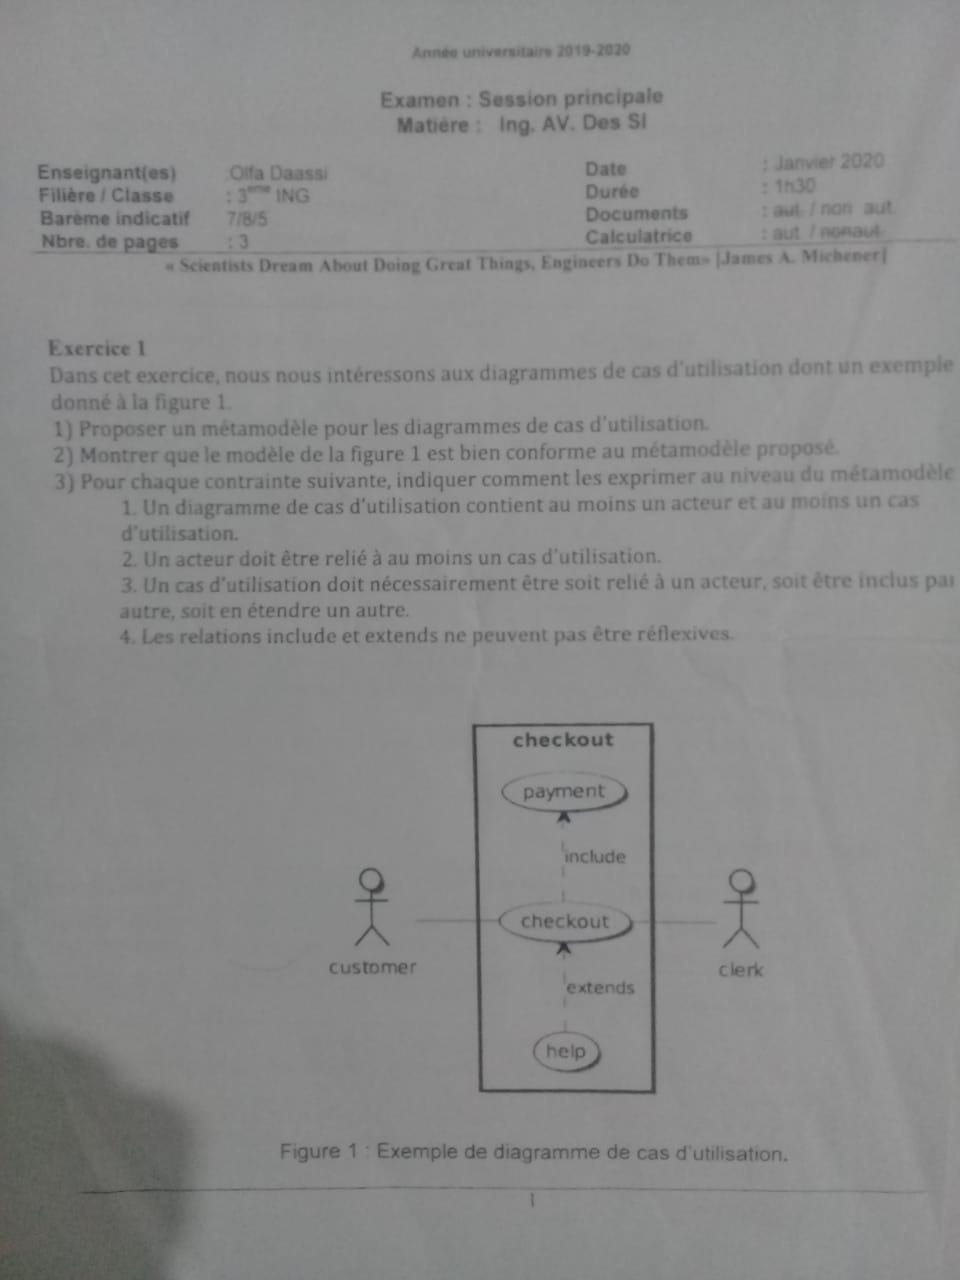 Année universitaire 2019-2020
Examen : Session principale
Matière : Ing. AV. Des SI
Enseignant(es) :Olfa Daassi Date : Janvier 2020
Filière / Classe : 3eme ING Durée : 1h30
Barème indicatif 7/8/5 Documents : aut. / non aut.
Nbre. de pages : 3 Calculatrice : aut. / nonaut.
« Scientists Dream About Doing Great Things, Engineers Do Them» [James A. Michener]
Exercice 1
Dans cet exercice, nous nous intéressons aux diagrammes de cas d'utilisation dont un exemple
donné à la figure 1.
1) Proposer un métamodèle pour les diagrammes de cas d'utilisation.
2) Montrer que le modèle de la figure 1 est bien conforme au métamodèle proposé.
3) Pour chaque contrainte suivante, indiquer comment les exprimer au niveau du métamodèle
1. Un diagramme de cas d'utilisation contient au moins un acteur et au moins un cas
d'utilisation.
2. Un acteur doit être relié à au moins un cas d'utilisation.
3. Un cas d'utilisation doit nécessairement être soit relié à un acteur, soit être inclus par
autre, soit en étendre un autre.
4. Les relations include et extends ne peuvent pas être réflexives.
checkout
payment
include
checkout
customer
clerk
extends
help
Figure 1 : Exemple de diagramme de cas d'utilisation.
1